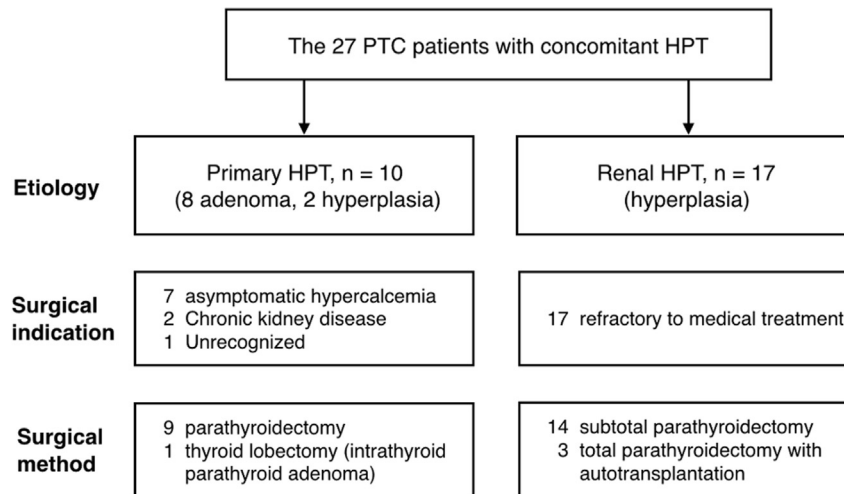 The 27 PTC patients with concomitant HPT
Etiology
Primary HPT, n = 10
(8 adenoma, 2 hyperplasia)
Renal HPT, n = 17
(hyperplasia)
Surgical
indication
7 asymptomatic hypercalcemia
2 Chronic kidney disease
1 Unrecognized
17 refractory to medical treatment
Surgical
method
9 parathyroidectomy
1 thyroid lobectomy (intrathyroid
parathyroid adenoma)
14 subtotal parathyroidectomy
3 total parathyroidectomy with
autotransplantation